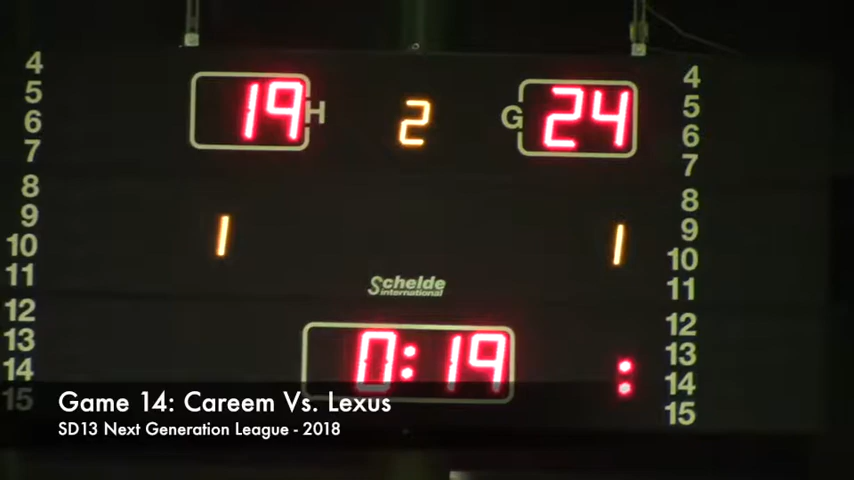 4 4
5 19 H 2 G 24 5
6 6
7 7
8 8
9 1 1 9
10 10
11 Schelde international 11
12 12
13 0:19 : 13
14 14
15 15
Game 14: Careem Vs. Lexus
SD13 Next Generation League - 2018